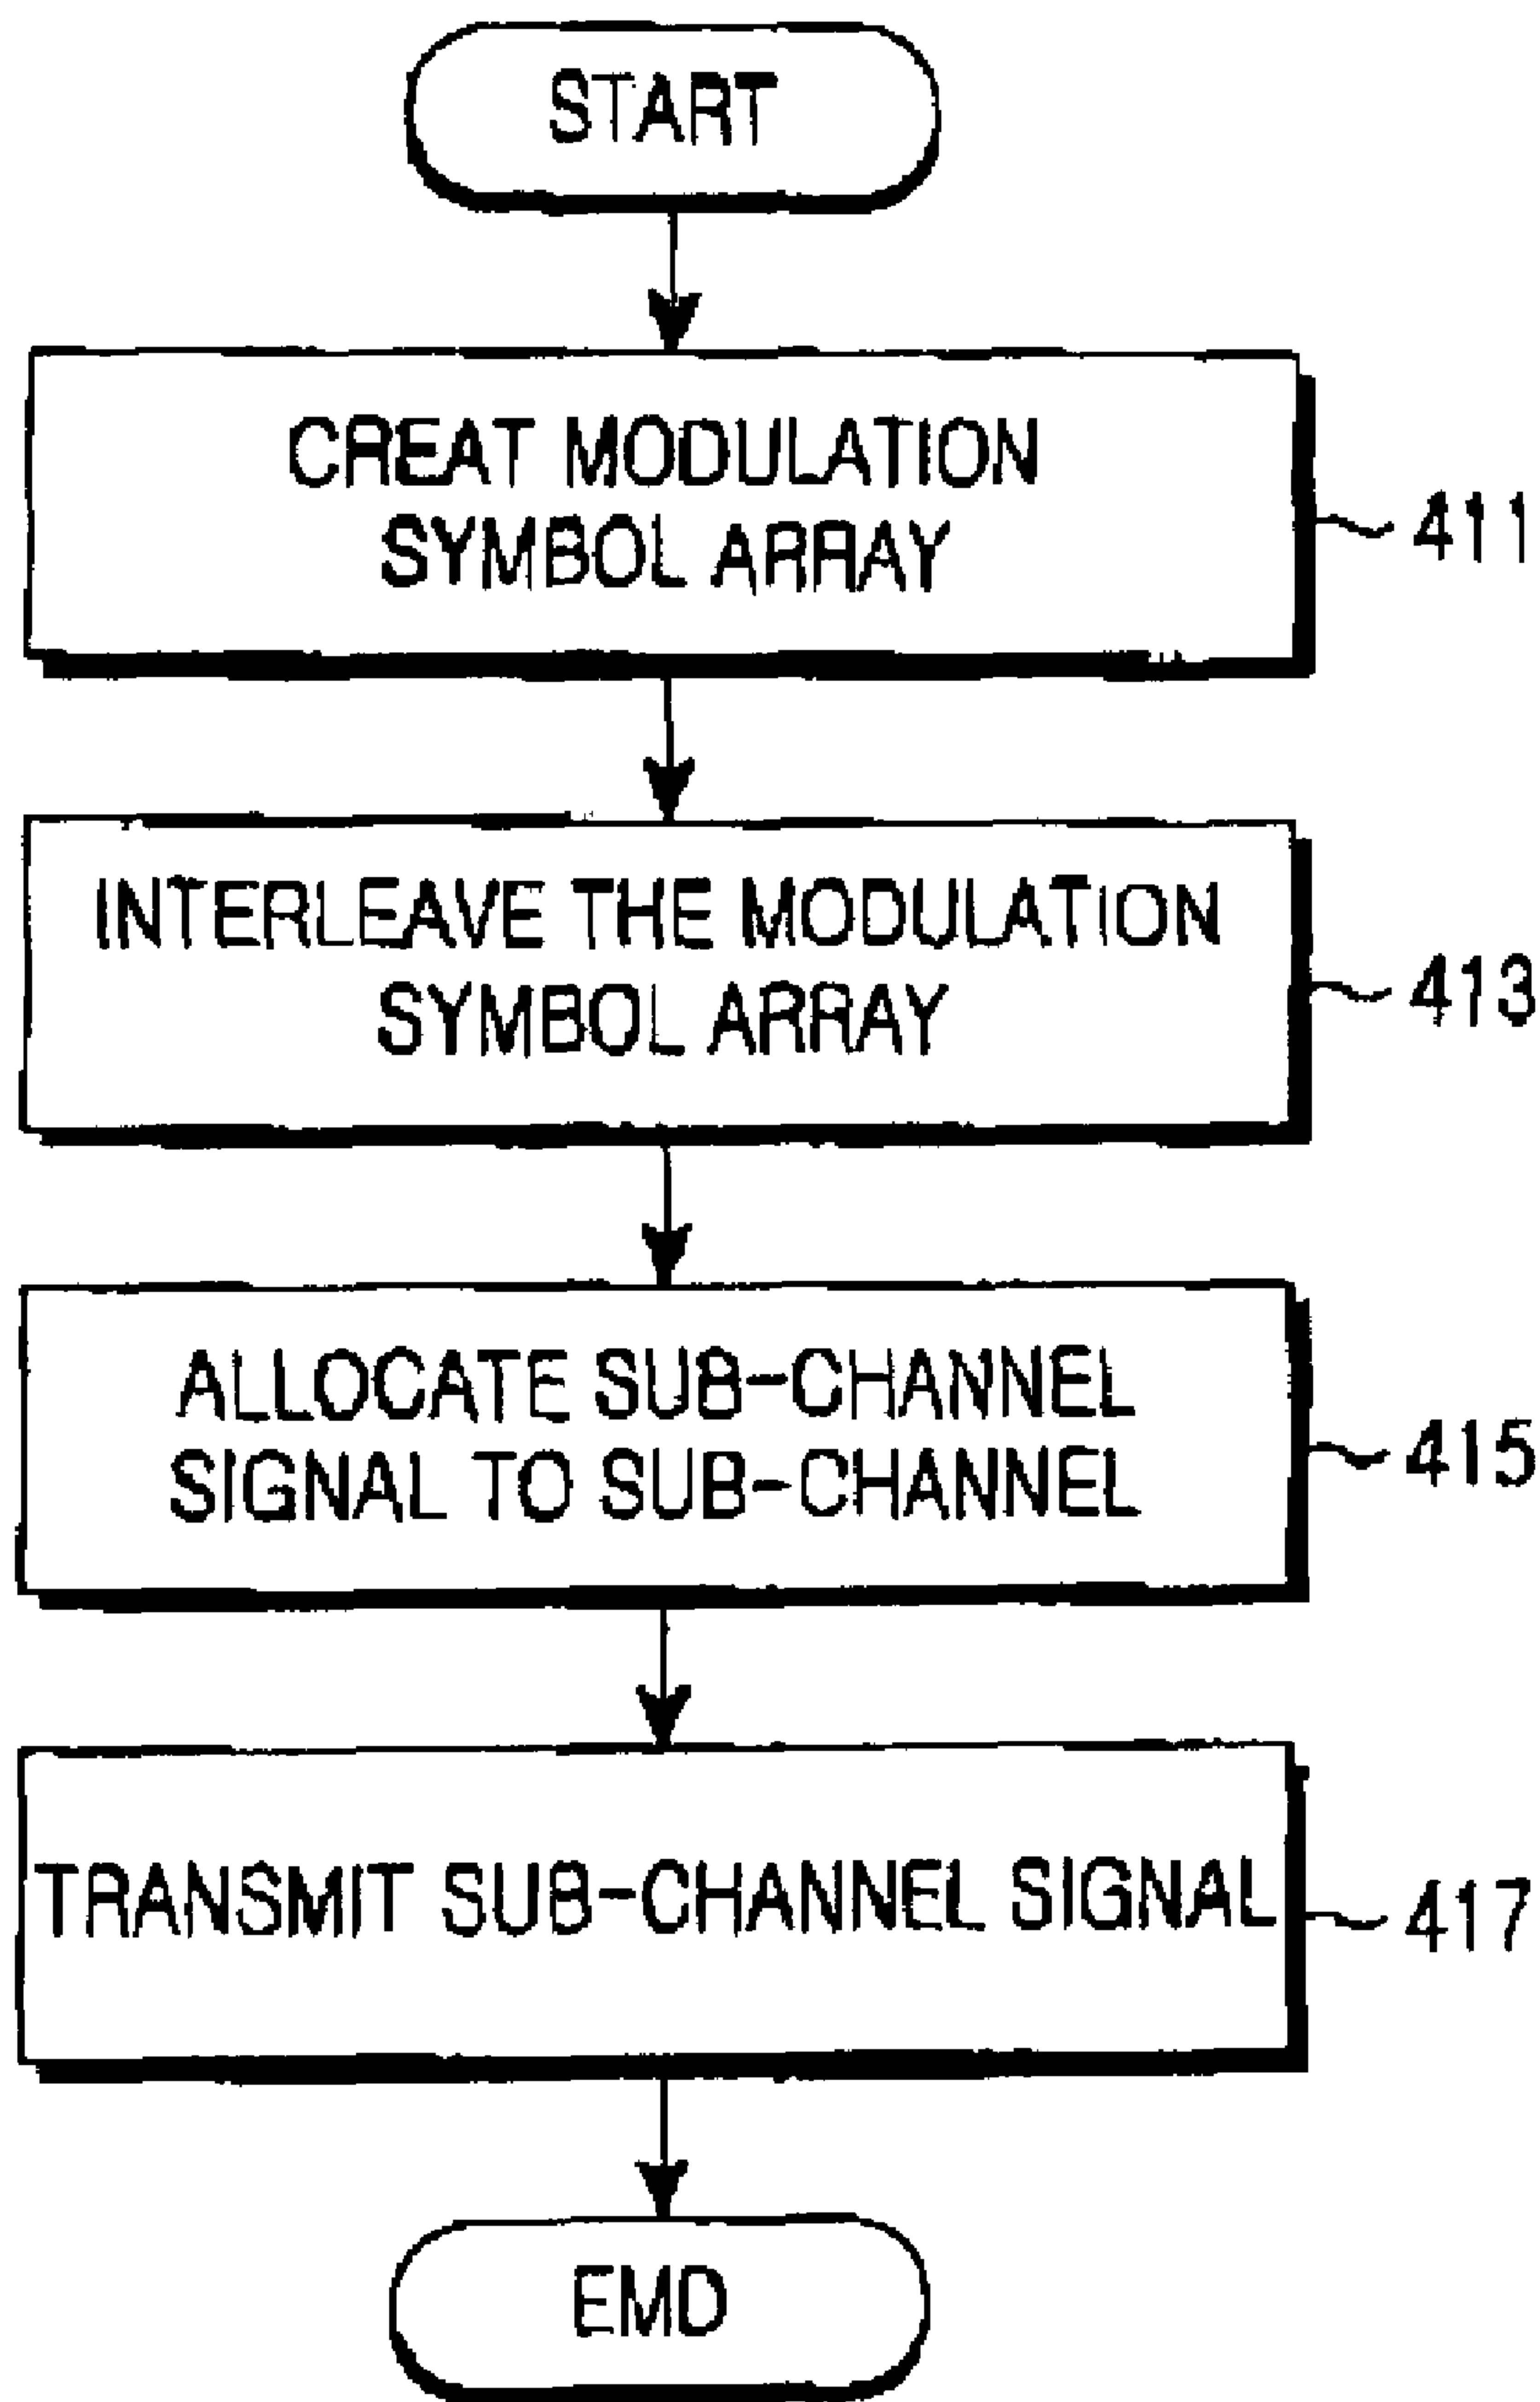 START
CREAT MODULATION
SYMBOL ARRAY
411
INTERLEAVE THE MODULATION
SYMBOL ARRAY
413
ALLOCATE SUB-CHANNEL
SIGNAL TO SUB-CHANNEL
415
TRANSMIT SUB-CHANNEL SIGNAL
417
EMD